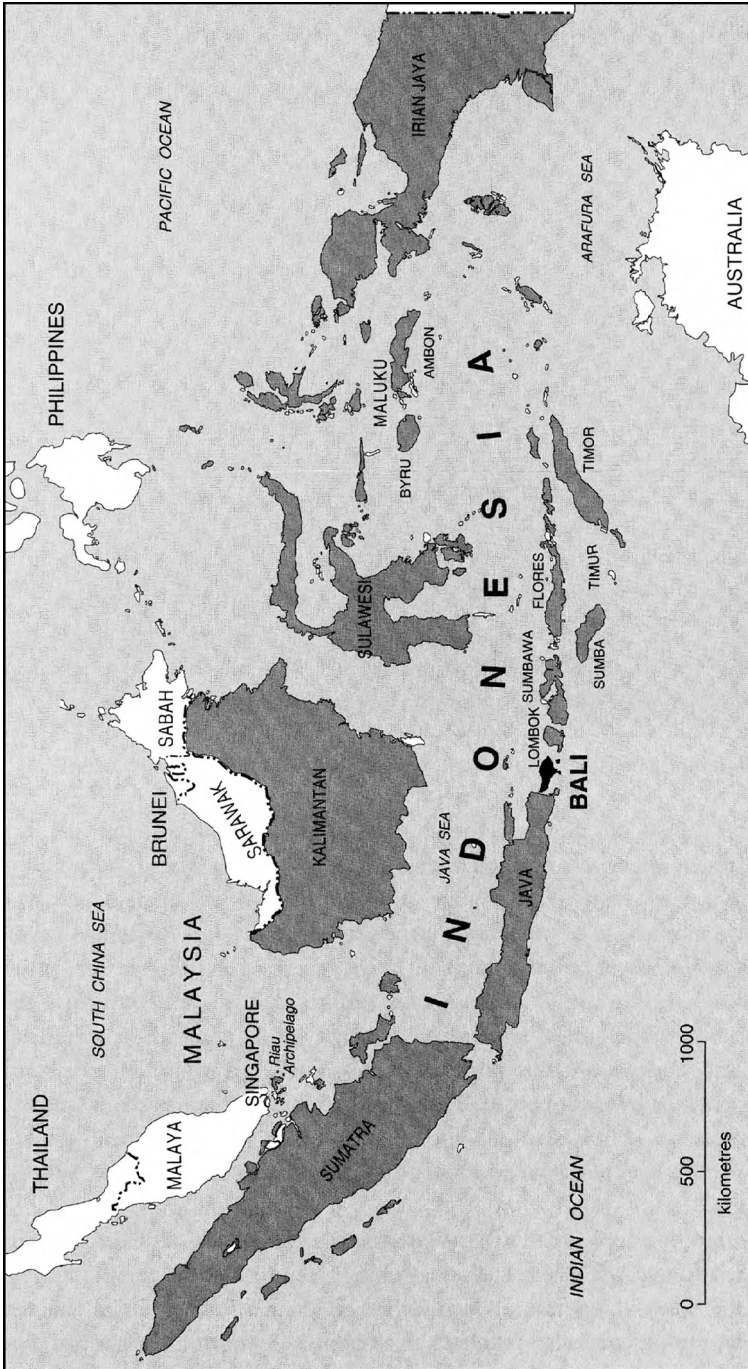 THAILAND
SOUTH CHINA SEA
PHILIPPINES
PACIFIC OCEAN
MALAYA
MALAYSIA
BRUNEI
SABAH
SARAWAK
SINGAPORE
Riau
Archipelago
SUMATRA
KALIMANTAN
SULAWESI
MALUKU
BYRU
AMBON
IRIAN JAYA
INDONESIA
JAVA SEA
JAVA
BALI
LOMBOK
SUMBAWA
FLORES
SUMBA
TIMUR
TIMOR
ARAFURA SEA
INDIAN OCEAN
AUSTRALIA
0 500 1000
kilometres